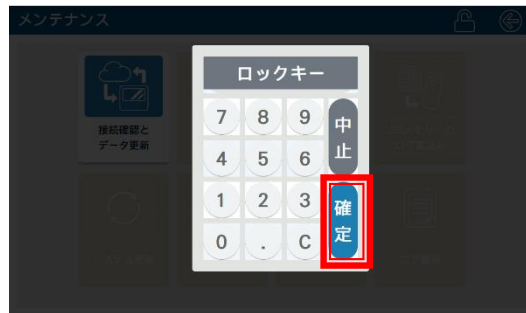 メンテナンス
ロックキー
接続確認と
データ更新
7 8 9
中止
4 5 6
1 2 3
確定
0 . C